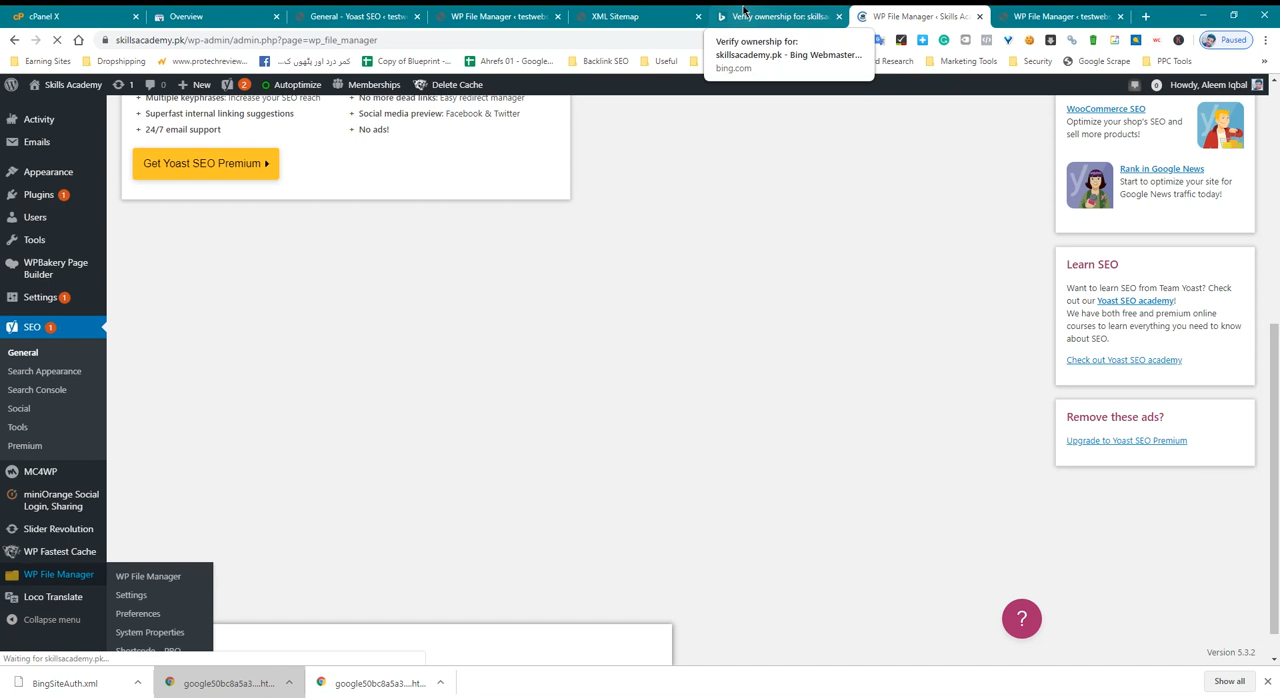 cPanel X
Overview
General - Yoast SEO ‹ testw
WP File Manager ‹ testwebs
XML Sitemap
Verify ownership for: skillsa
WP File Manager ‹ Skills Ac
WP File Manager ‹ testwebs
skillsacademy.pk/wp-admin/admin.php?page=wp_file_manager
Paused
Earning Sites
Dropshipping
www.protechreview...
کمر درد اور پٹھوں ک...
Copy of Blueprint -...
Ahrefs 01 - Google...
Backlink SEO
Useful
d Research
Marketing Tools
Security
Google Scrape
PPC Tools
Verify ownership for:
skillsacademy.pk - Bing Webmaster...
bing.com
Skills Academy
1
0
New
2
Autoptimize
Memberships
Delete Cache
0
Howdy, Aleem Iqbal
Activity
Emails
Appearance
Plugins 1
Users
Tools
WPBakery Page
Builder
Settings 1
SEO 1
General
Search Appearance
Search Console
Social
Tools
Premium
MC4WP
miniOrange Social
Login, Sharing
Slider Revolution
WP Fastest Cache
WP File Manager
Loco Translate
Collapse menu
WP File Manager
Settings
Preferences
System Properties
Shortcode - PRO
+ Multiple keyphrases: Increase your SEO reach
+ Superfast internal linking suggestions
+ 24/7 email support
+ No more dead links: Easy redirect manager
+ Social media preview: Facebook & Twitter
+ No ads!
Get Yoast SEO Premium
WooCommerce SEO
Optimize your shop's SEO and
sell more products!
Rank in Google News
Start to optimize your site for
Google News traffic today!
Learn SEO
Want to learn SEO from Team Yoast? Check
out our Yoast SEO academy!
We have both free and premium online
courses to learn everything you need to know
about SEO.
Check out Yoast SEO academy
Remove these ads?
Upgrade to Yoast SEO Premium
?
Version 5.3.2
Waiting for skillsacademy.pk...
BingSiteAuth.xml
google50bc8a5a3....ht...
google50bc8a5a3....ht...
Show all